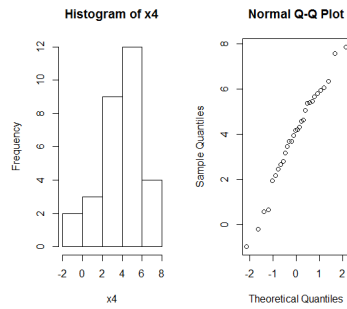 Histogram of x4
Frequency
0 2 4 6 8 10 12
-2 0 2 4 6 8
x4
Normal Q-Q Plot
Sample Quantiles
0 2 4 6 8
-2 -1 0 1 2
Theoretical Quantiles